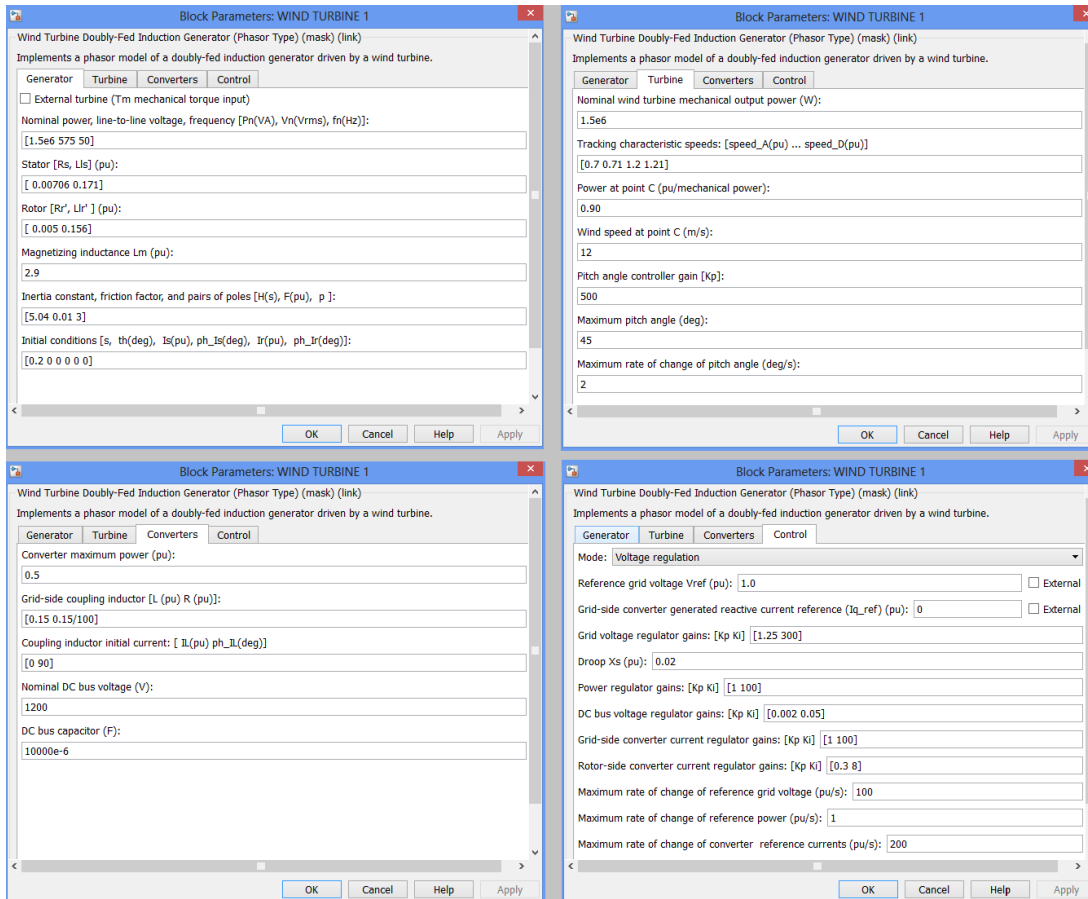 Block Parameters: WIND TURBINE 1
Wind Turbine Doubly-Fed Induction Generator (Phasor Type) (mask) (link)
Implements a phasor model of a doubly-fed induction generator driven by a wind turbine.
Generator Turbine Converters Control
External turbine (Tm mechanical torque input)
Nominal power, line-to-line voltage, frequency [Pn(VA), Vn(Vrms), fn(Hz)]:
[1.5e6 575 50]
Stator [Rs, Lls] (pu):
[ 0.00706 0.171]
Rotor [Rr', Llr' ] (pu):
[ 0.005 0.156]
Magnetizing inductance Lm (pu):
2.9
Inertia constant, friction factor, and pairs of poles [H(s), F(pu), p ]:
[5.04 0.01 3]
Initial conditions [s, th(deg), Is(pu), ph_Is(deg), Ir(pu), ph_Ir(deg)]:
[0.2 0 0 0 0 0]
OK Cancel Help Apply
Block Parameters: WIND TURBINE 1
Wind Turbine Doubly-Fed Induction Generator (Phasor Type) (mask) (link)
Implements a phasor model of a doubly-fed induction generator driven by a wind turbine.
Generator Turbine Converters Control
Nominal wind turbine mechanical output power (W):
1.5e6
Tracking characteristic speeds: [speed_A(pu) ... speed_D(pu)]
[0.7 0.71 1.2 1.21]
Power at point C (pu/mechanical power):
0.90
Wind speed at point C (m/s):
12
Pitch angle controller gain [Kp]:
500
Maximum pitch angle (deg):
45
Maximum rate of change of pitch angle (deg/s):
2
OK Cancel Help Apply
Block Parameters: WIND TURBINE 1
Wind Turbine Doubly-Fed Induction Generator (Phasor Type) (mask) (link)
Implements a phasor model of a doubly-fed induction generator driven by a wind turbine.
Generator Turbine Converters Control
Converter maximum power (pu):
0.5
Grid-side coupling inductor [L (pu) R (pu)]:
[0.15 0.15/100]
Coupling inductor initial current: [ IL(pu) ph_IL(deg)]
[0 90]
Nominal DC bus voltage (V):
1200
DC bus capacitor (F):
10000e-6
OK Cancel Help Apply
Block Parameters: WIND TURBINE 1
Wind Turbine Doubly-Fed Induction Generator (Phasor Type) (mask) (link)
Implements a phasor model of a doubly-fed induction generator driven by a wind turbine.
Generator Turbine Converters Control
Mode: Voltage regulation
Reference grid voltage Vref (pu): 1.0 External
Grid-side converter generated reactive current reference (Iq_ref) (pu): 0 External
Grid voltage regulator gains: [Kp Ki] [1.25 300]
Droop Xs (pu): 0.02
Power regulator gains: [Kp Ki] [1 100]
DC bus voltage regulator gains: [Kp Ki] [0.002 0.05]
Grid-side converter current regulator gains: [Kp Ki] [1 100]
Rotor-side converter current regulator gains: [Kp Ki] [0.3 8]
Maximum rate of change of reference grid voltage (pu/s): 100
Maximum rate of change of reference power (pu/s): 1
Maximum rate of change of converter reference currents (pu/s): 200
OK Cancel Help Apply